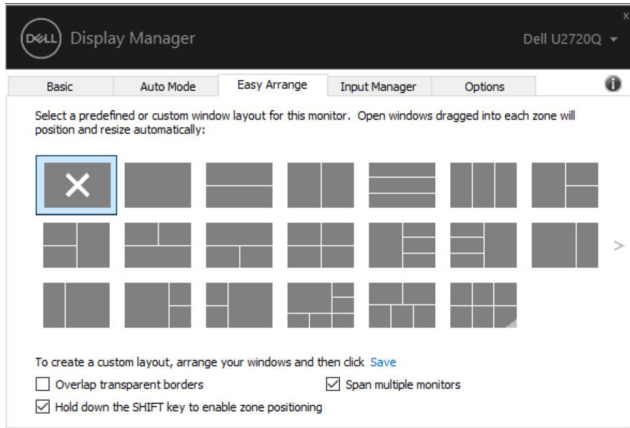 x
DELL Display Manager
Dell U2720Q
Basic Auto Mode Easy Arrange Input Manager Options
Select a predefined or custom window layout for this monitor. Open windows dragged into each zone will
position and resize automatically:
>
To create a custom layout, arrange your windows and then click Save
Overlap transparent borders
Span multiple monitors
Hold down the SHIFT key to enable zone positioning